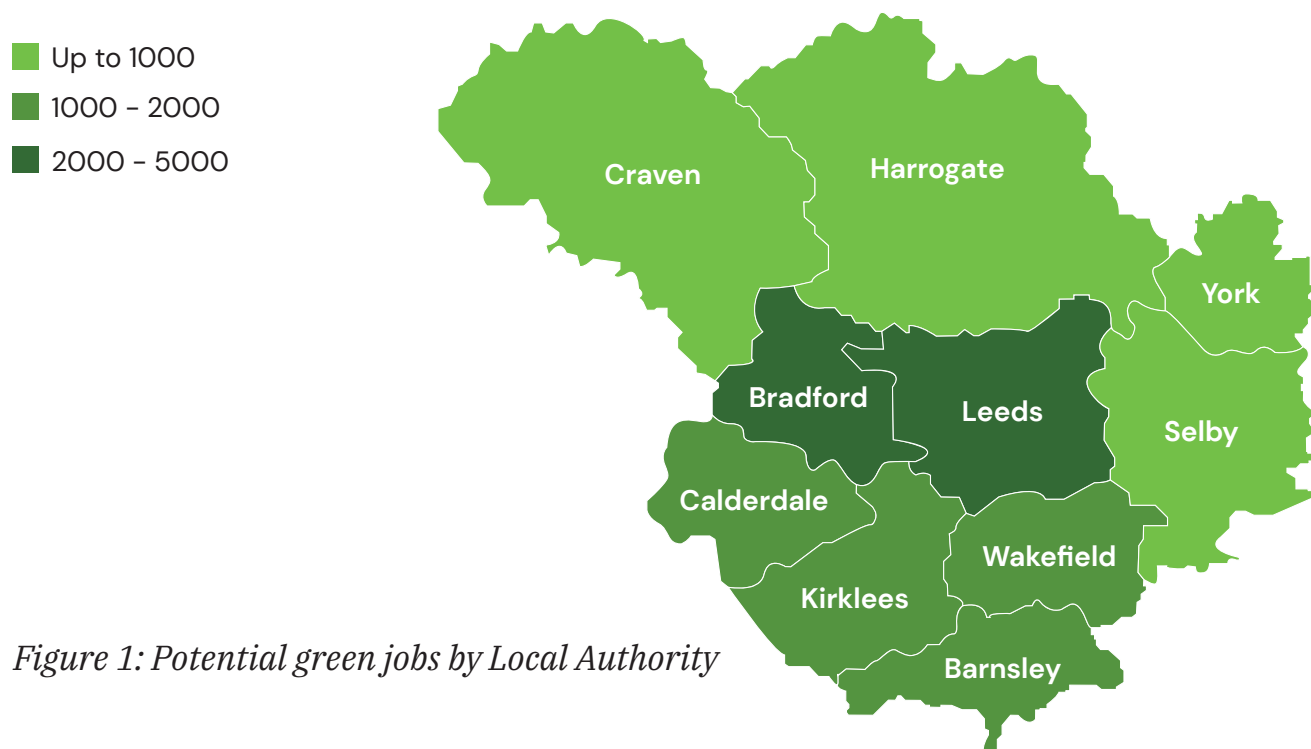 Up to 1000
1000 - 2000
2000 - 5000
Craven
Harrogate
York
Bradford
Leeds
Selby
Calderdale
Wakefield
Kirklees
Barnsley
Figure 1: Potential green jobs by Local Authority